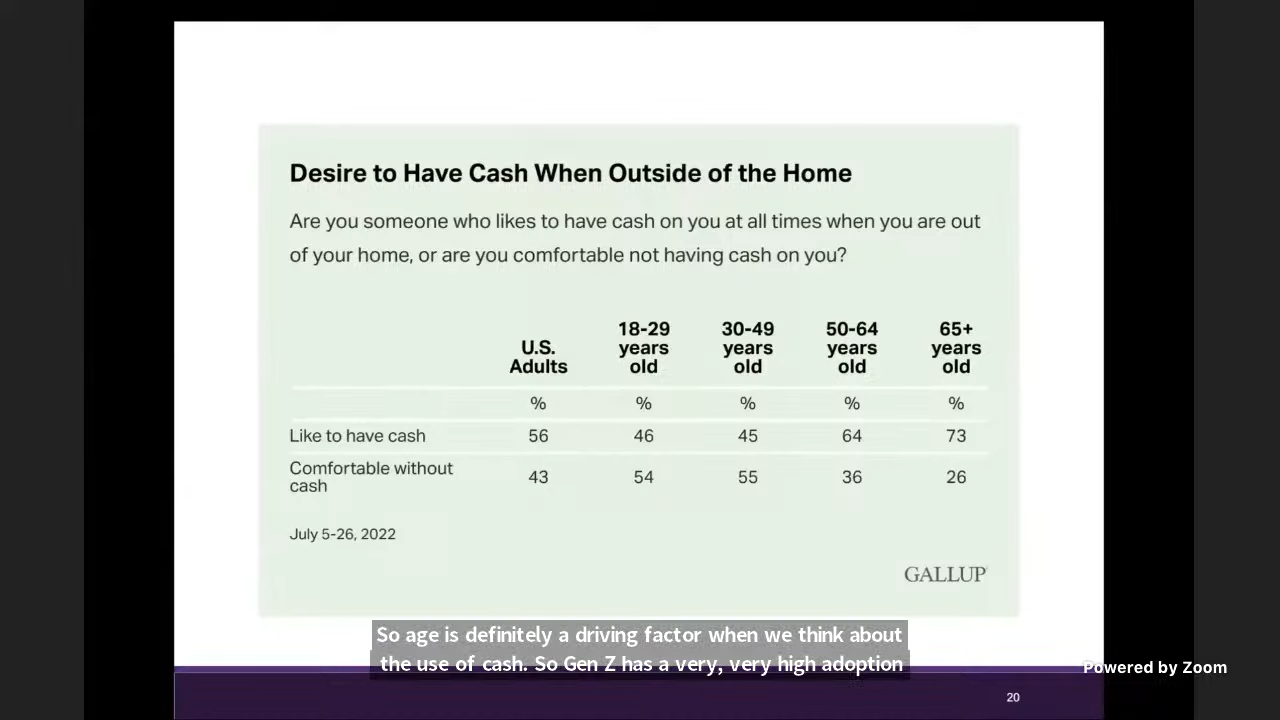 Desire to Have Cash When Outside of the Home
Are you someone who likes to have cash on you at all times when you are out
of your home, or are you comfortable not having cash on you?
U.S. Adults 18-29 years old 30-49 years old 50-64 years old 65+ years old
% % % % %
Like to have cash 56 46 45 64 73
Comfortable without cash 43 54 55 36 26
July 5-26, 2022
GALLUP
So age is definitely a driving factor when we think about
the use of cash. So Gen Z has a very, very high adoption
Powered by Zoom
20